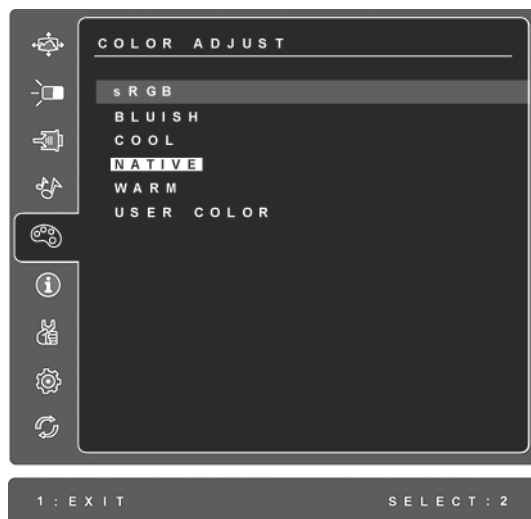 COLOR ADJUST
sRGB
BLUISH
COOL
NATIVE
WARM
USER COLOR
1:EXIT SELECT:2